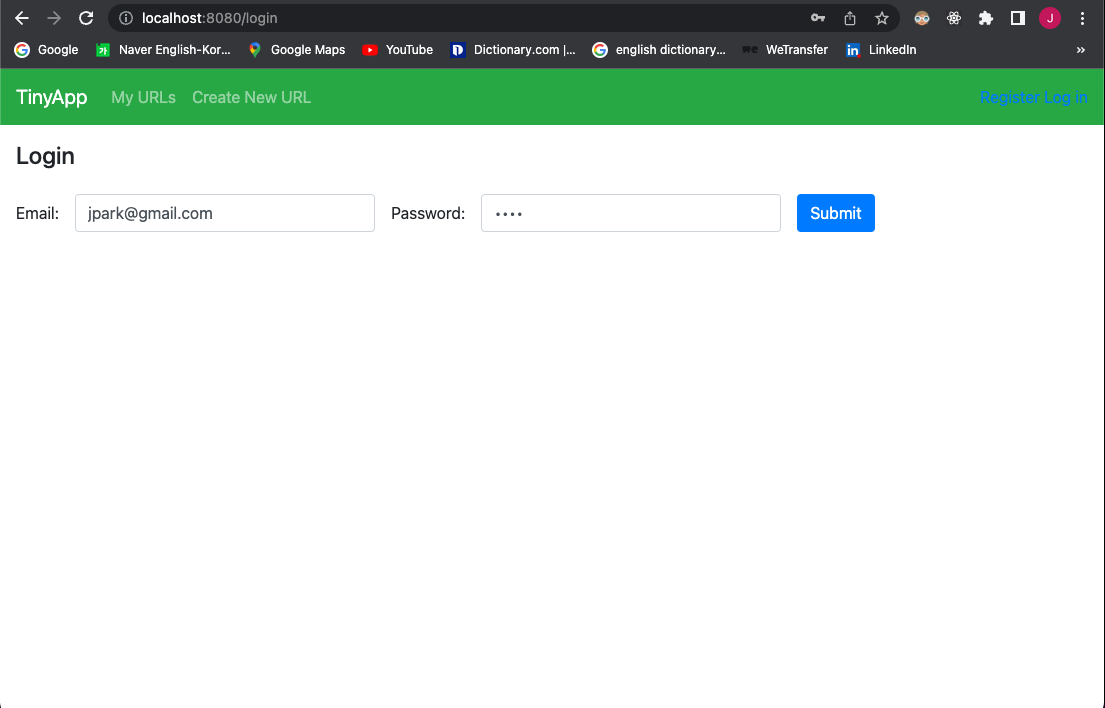 localhost:8080/login
J
Google Naver English-Kor... Google Maps YouTube Dictionary.com |... english dictionary... WeTransfer LinkedIn »
TinyApp My URLs Create New URL Register Log in
Login
Email: jpark@gmail.com Password: •••• Submit